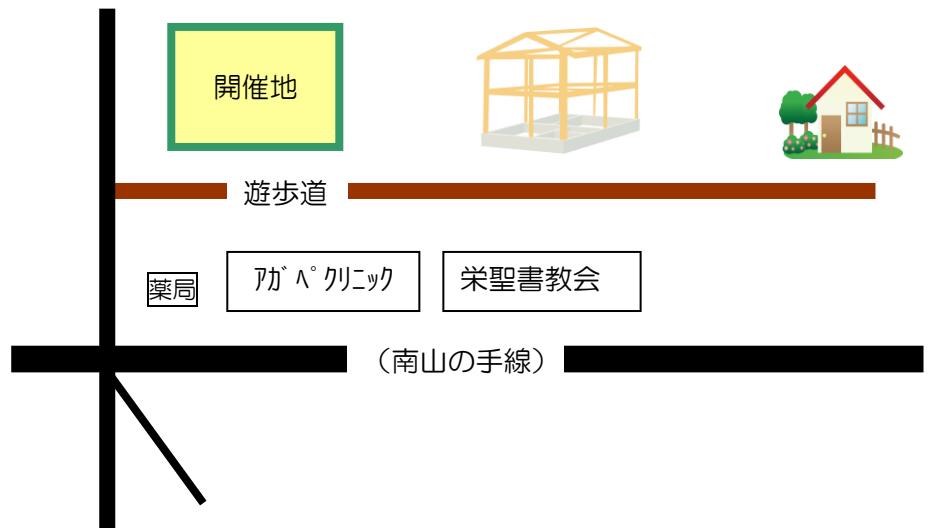 開催地
遊歩道
薬局
ｱｶﾞﾍﾟｸﾘﾆｯｸ
栄聖書教会
（南山の手線）